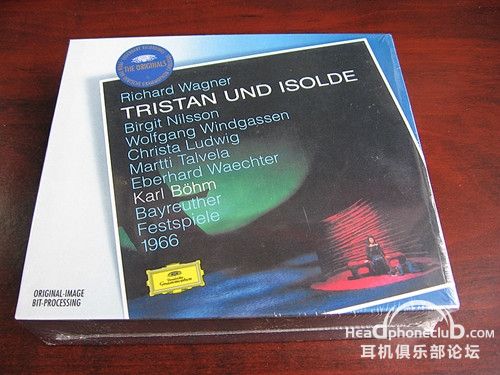 THE ORIGINALS
Richard Wagner
TRISTAN UND ISOLDE
Birgit Nilsson
Wolfgang Windgassen
Christa Ludwig
Martti Talvela
Eberhard Waechter
Karl Böhm
Bayreuther
Festspiele
1966
Deutsche
Grammophon
ORIGINAL-IMAGE
BIT-PROCESSING
Headphoneclub.com
耳机俱乐部论坛